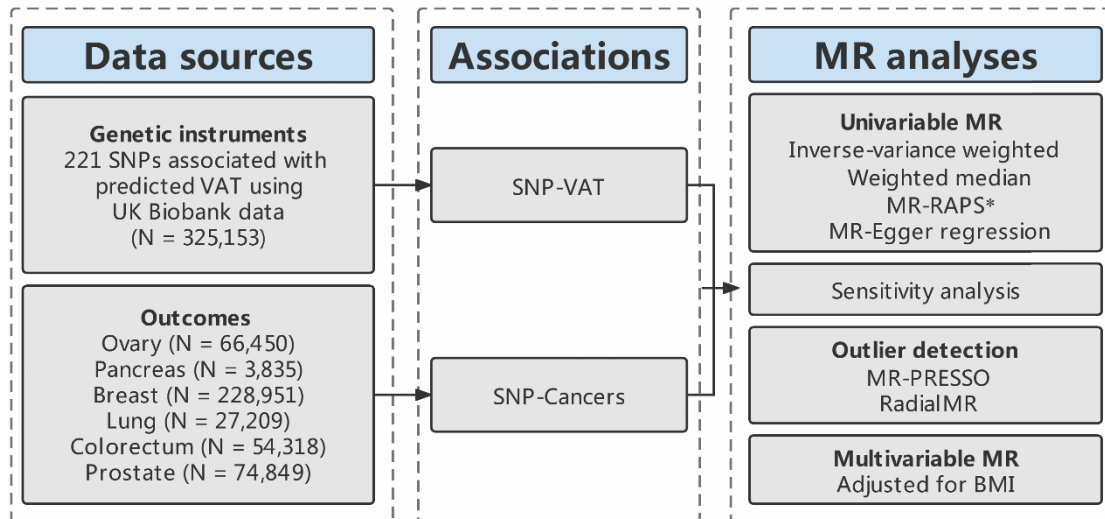 Data sources
Genetic instruments
221 SNPs associated with
predicted VAT using
UK Biobank data
(N = 325,153)
Outcomes
Ovary (N = 66,450)
Pancreas (N = 3,835)
Breast (N = 228,951)
Lung (N = 27,209)
Colorectum (N = 54,318)
Prostate (N = 74,849)
Associations
SNP-VAT
SNP-Cancers
MR analyses
Univariable MR
Inverse-variance weighted
Weighted median
MR-RAPS*
MR-Egger regression
Sensitivity analysis
Outlier detection
MR-PRESSO
RadialMR
Multivariable MR
Adjusted for BMI